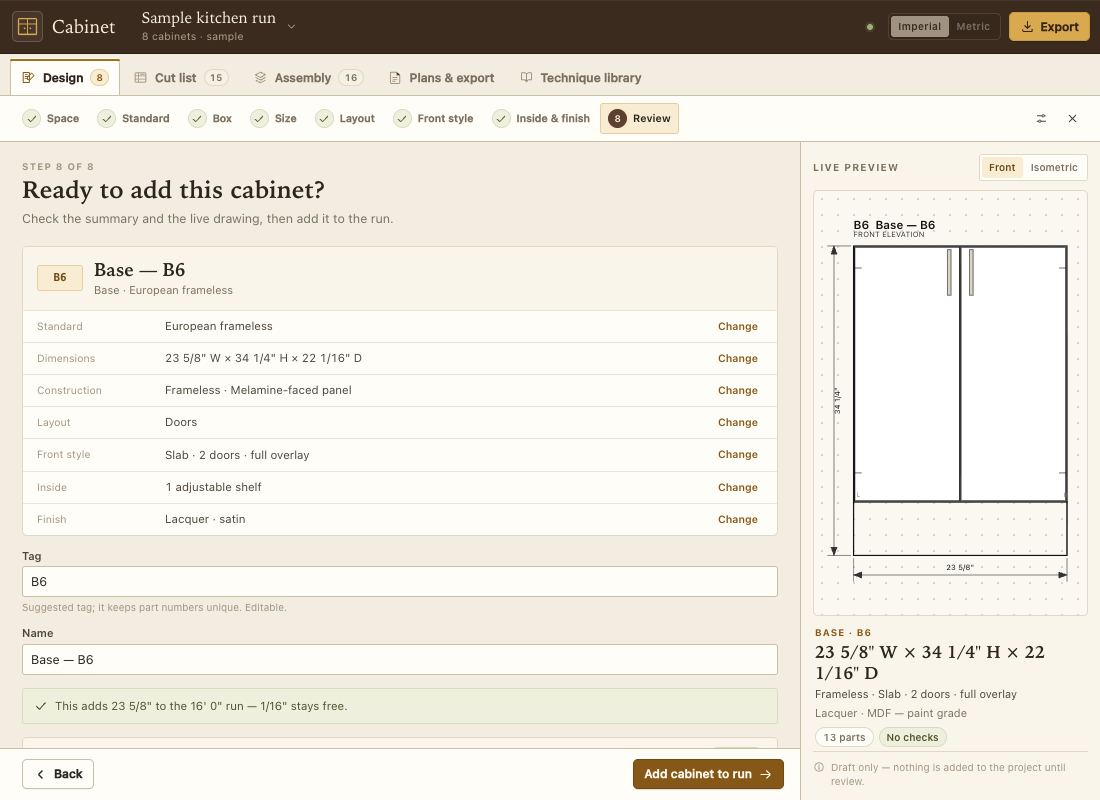 Cabinet
Sample kitchen run
8 cabinets · sample
Imperial Metric
Export
Design 8
Cut list 15
Assembly 16
Plans & export
Technique library
Space
Standard
Box
Size
Layout
Front style
Inside & finish
8 Review
STEP 8 OF 8
Ready to add this cabinet?
Check the summary and the live drawing, then add it to the run.
B6
Base — B6
Base · European frameless
Standard European frameless Change
Dimensions 23 5/8" W × 34 1/4" H × 22 1/16" D Change
Construction Frameless · Melamine-faced panel Change
Layout Doors Change
Front style Slab · 2 doors · full overlay Change
Inside 1 adjustable shelf Change
Finish Lacquer · satin Change
Tag
B6
Suggested tag; it keeps part numbers unique. Editable.
Name
Base — B6
This adds 23 5/8" to the 16' 0" run — 1/16" stays free.
Back
Add cabinet to run
LIVE PREVIEW
Front Isometric
B6 Base — B6
FRONT ELEVATION
34 1/4"
L
23 5/8"
BASE · B6
23 5/8" W × 34 1/4" H × 22
1/16" D
Frameless · Slab · 2 doors · full overlay
Lacquer · MDF — paint grade
13 parts No checks
Draft only — nothing is added to the project until
review.